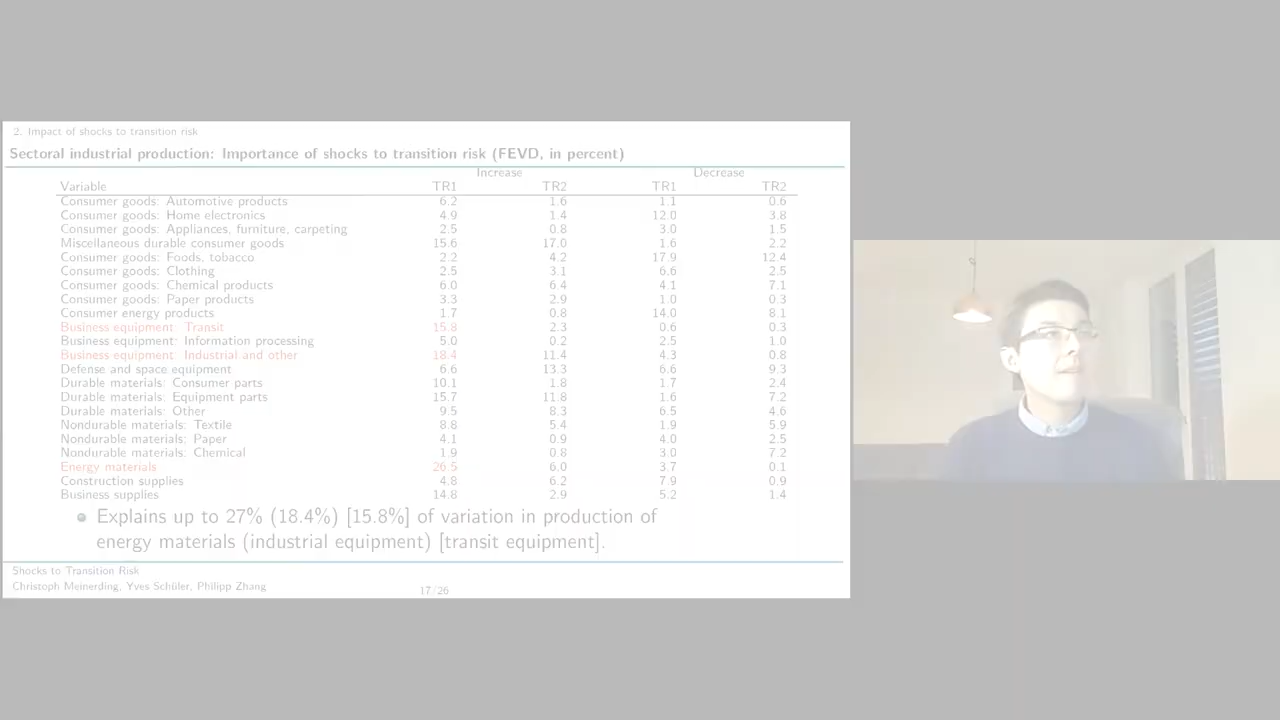 2. Impact of shocks to transition risk
Sectoral industrial production: Importance of shocks to transition risk (FEVD, in percent)
Increase Decrease
Variable TR1 TR2 TR1 TR2
Consumer goods: Automotive products 6.2 1.6 1.1 0.6
Consumer goods: Home electronics 4.9 1.4 12.0 3.8
Consumer goods: Appliances, furniture, carpeting 2.5 0.8 3.0 1.5
Miscellaneous durable consumer goods 15.6 17.0 1.6 2.2
Consumer goods: Foods, tobacco 2.2 4.2 17.9 12.4
Consumer goods: Clothing 2.5 3.1 6.6 2.5
Consumer goods: Chemical products 6.0 6.4 4.1 7.1
Consumer goods: Paper products 3.3 2.9 1.0 0.3
Consumer energy products 1.7 0.8 14.0 8.1
Business equipment: Transit 15.8 2.3 0.6 0.3
Business equipment: Information processing 5.0 0.2 2.5 1.0
Business equipment: Industrial and other 18.4 11.4 4.3 0.8
Defense and space equipment 6.6 13.3 6.6 9.3
Durable materials: Consumer parts 10.1 1.8 1.7 2.4
Durable materials: Equipment parts 15.7 11.8 1.6 7.2
Durable materials: Other 9.5 8.3 6.5 4.6
Nondurable materials: Textile 8.8 5.4 1.9 5.9
Nondurable materials: Paper 4.1 0.9 4.0 2.5
Nondurable materials: Chemical 1.9 0.8 3.0 7.2
Energy materials 26.5 6.0 3.7 0.1
Construction supplies 4.8 6.2 7.9 0.9
Business supplies 14.8 2.9 5.2 1.4
Explains up to 27% (18.4%) [15.8%] of variation in production of
energy materials (industrial equipment) [transit equipment].
Shocks to Transition Risk
Christoph Meinerding, Yves Schüler, Philipp Zhang
17/26